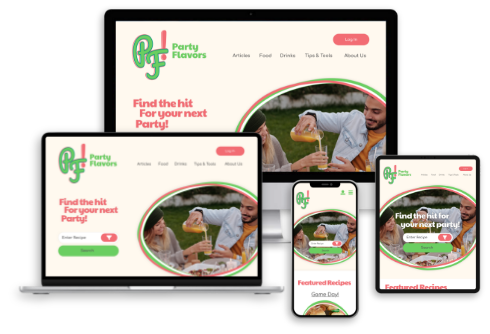 PF!
Party
Flavors
Log In
Articles Food Drinks Tips & Tools About Us
Find the hit
For your next
Party!
PF!
Party
Flavors
Log In
Articles Food Drinks Tips & Tools About Us
Find the hit
For your next
Party!
Enter Recipe
Search
PF!
Enter Recipe
Featured Recipes
Game Day!
PF!
Party
Flavors
Find the hit for
your next Party!
Enter Recipe
Search
Featured Recipes